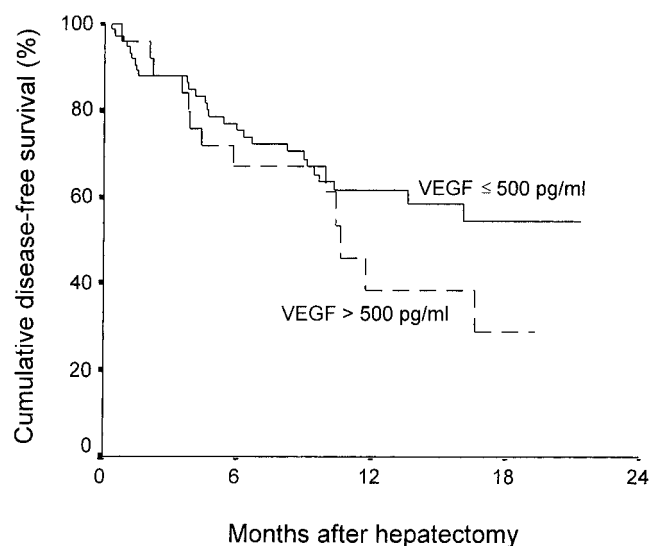 Cumulative disease-free survival (%)
100
80
60
40
20
0
VEGF ≤ 500 pg/ml
VEGF > 500 pg/ml
0 6 12 18 24
Months after hepatectomy